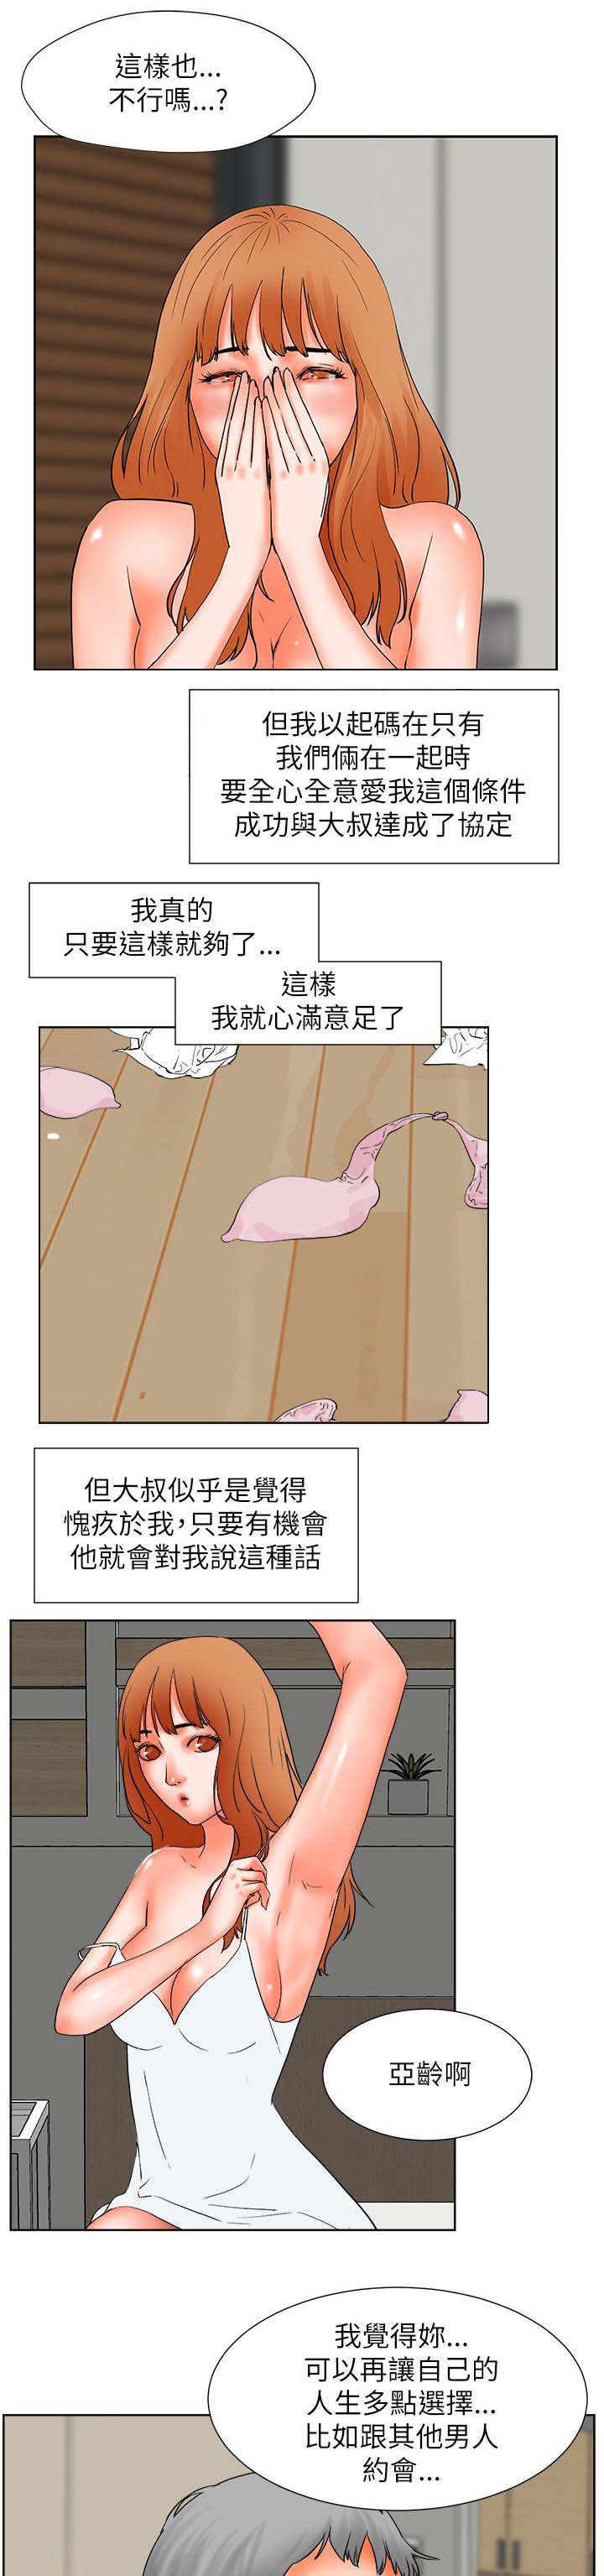 這樣也...
不行嗎...?
但我以起碼在只有
我們倆在一起時
要全心全意愛我這個條件
成功與大叔達成了協定
我真的
只要這樣就夠了...
這樣
我就心滿意足了
但大叔似乎是覺得
愧疚於我,只要有機會
他就會對我說這種話
亞齡啊
我覺得妳...
可以再讓自己的
人生多點選擇...
比如跟其他男人
約會...